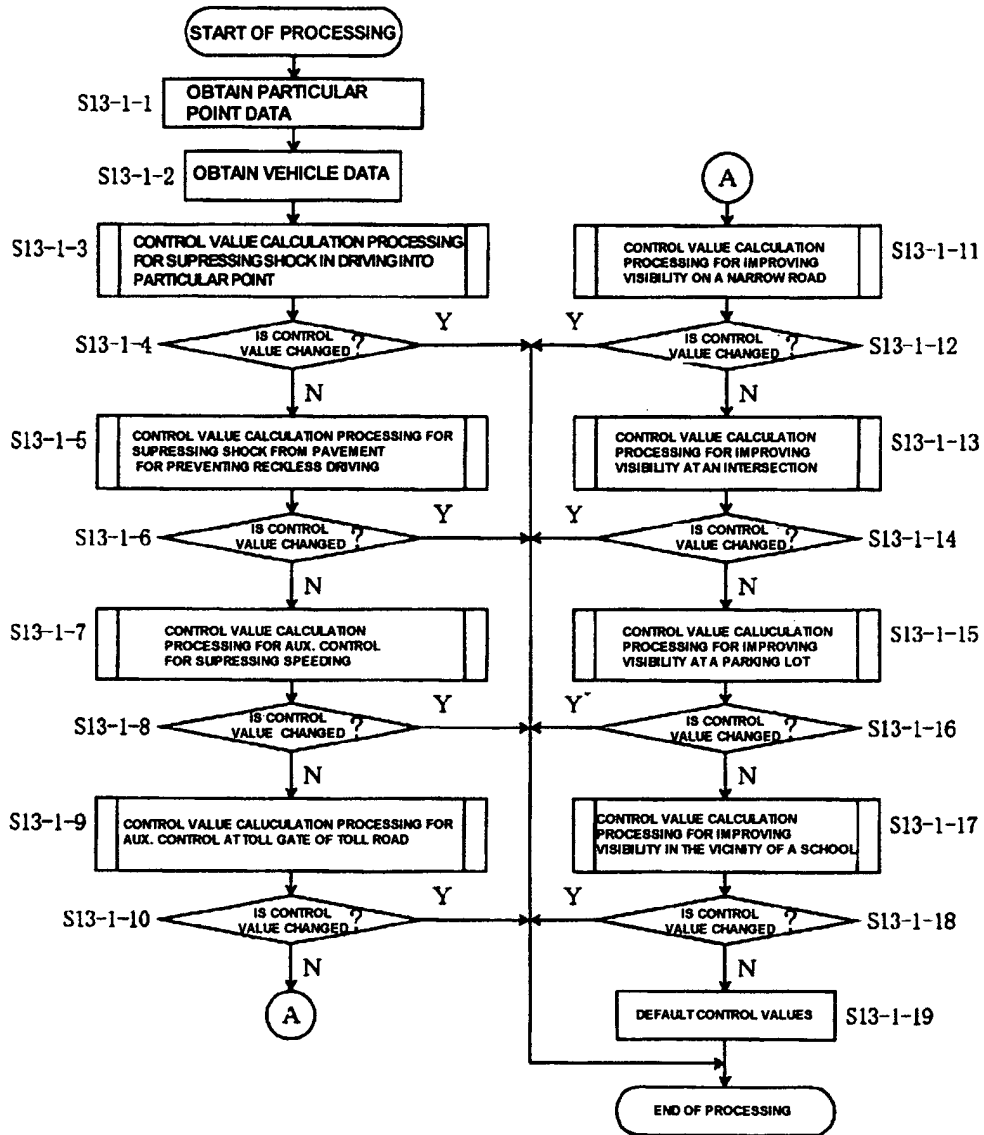 START OF PROCESSING
S13-1-1
OBTAIN PARTICULAR
POINT DATA
S13-1-2
OBTAIN VEHICLE DATA
S13-1-3
CONTROL VALUE CALCULATION PROCESSING
FOR SUPRESSING SHOCK IN DRIVING INTO
PARTICULAR POINT
S13-1-4
IS CONTROL
VALUE CHANGED ?
Y
N
S13-1-5
CONTROL VALUE CALCULATION PROCESSING FOR
SUPRESSING SHOCK FROM PAVEMENT
FOR PREVENTING RECKLESS DRIVING
S13-1-6
IS CONTROL
VALUE CHANGED ?
Y
N
S13-1-7
CONTROL VALUE CALCULATION
PROCESSING FOR AUX. CONTROL
FOR SUPRESSING SPEEDING
S13-1-8
IS CONTROL
VALUE CHANGED ?
Y
N
S13-1-9
CONTROL VALUE CALUCULATION PROCESSING FOR
AUX. CONTROL AT TOLL GATE OF TOLL ROAD
S13-1-10
IS CONTROL
VALUE CHANGED ?
Y
N
A
A
CONTROL VALUE CALCULATION
PROCESSING FOR IMPROVING
VISIBILITY ON A NARROW ROAD
S13-1-11
Y
IS CONTROL
VALUE CHANGED ?
S13-1-12
N
CONTROL VALUE CALCULATION
PROCESSING FOR IMPROVING
VISIBILITY AT AN INTERSECTION
S13-1-13
Y
IS CONTROL
VALUE CHANGED ?
S13-1-14
N
CONTROL VALUE CALUCULATION
PROCESSING FOR IMPROVING
VISIBILITY AT A PARKING LOT
S13-1-15
Y
IS CONTROL
VALUE CHANGED ?
S13-1-16
N
CONTROL VALUE CALCULATION
PROCESSING FOR IMPROVING
VISIBILITY IN THE VICINITY OF A SCHOOL
S13-1-17
Y
IS CONTROL
VALUE CHANGED ?
S13-1-18
N
DEFAULT CONTROL VALUES
S13-1-19
END OF PROCESSING